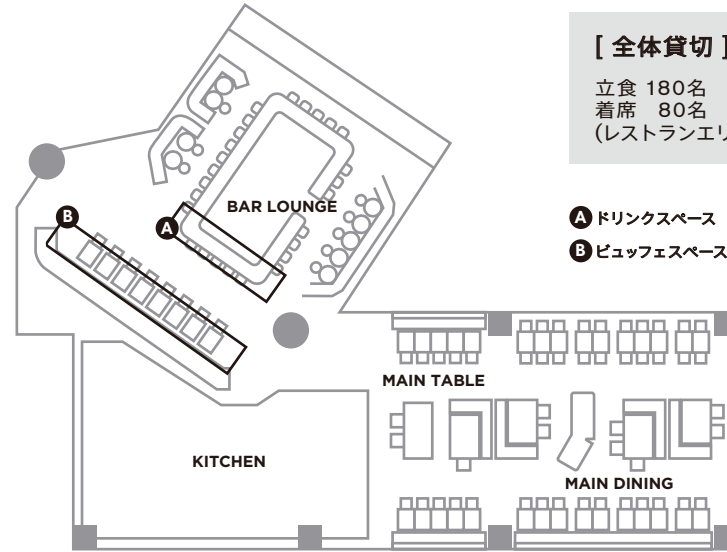 [ 全体貸切 ]
立食 180名
着席 80名
(レストランエリ
A ドリンクスペース
B ビュッフェスペース
BAR LOUNGE
B
A
MAIN TABLE
KITCHEN
MAIN DINING